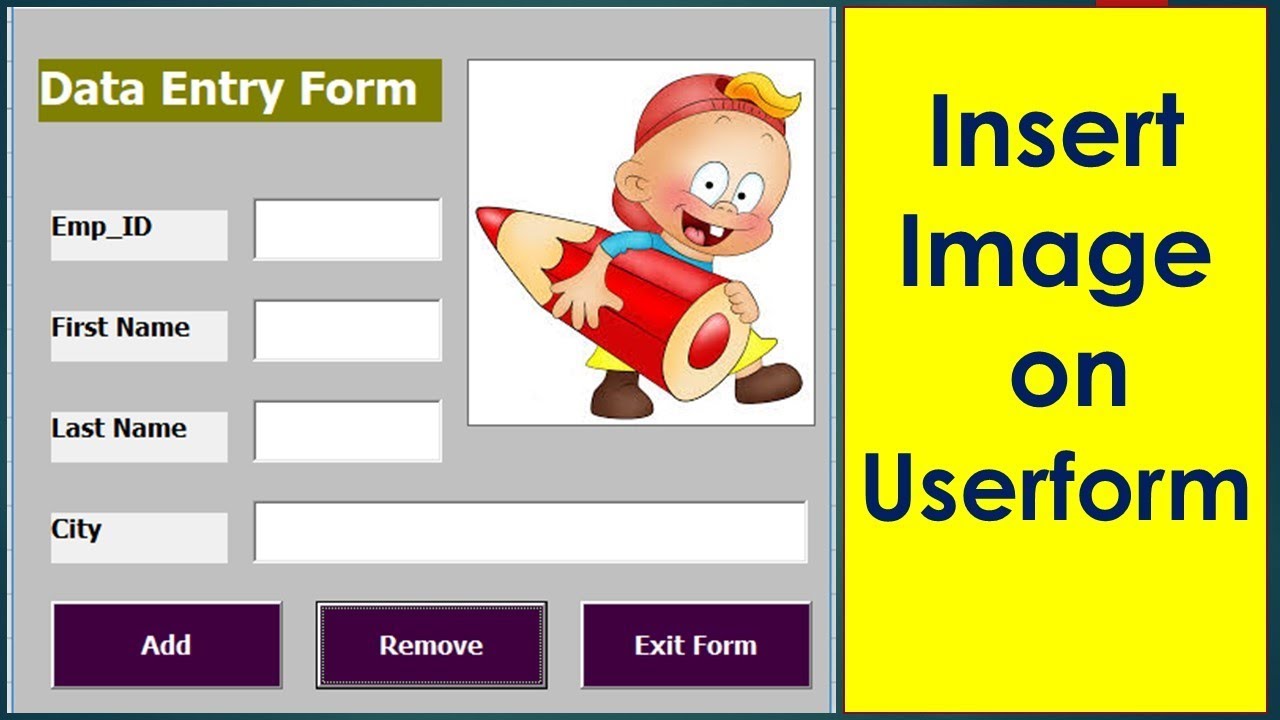 Data Entry Form
Emp_ID
First Name
Last Name
City
Add
Remove
Exit Form
Insert
Image
on
Userform